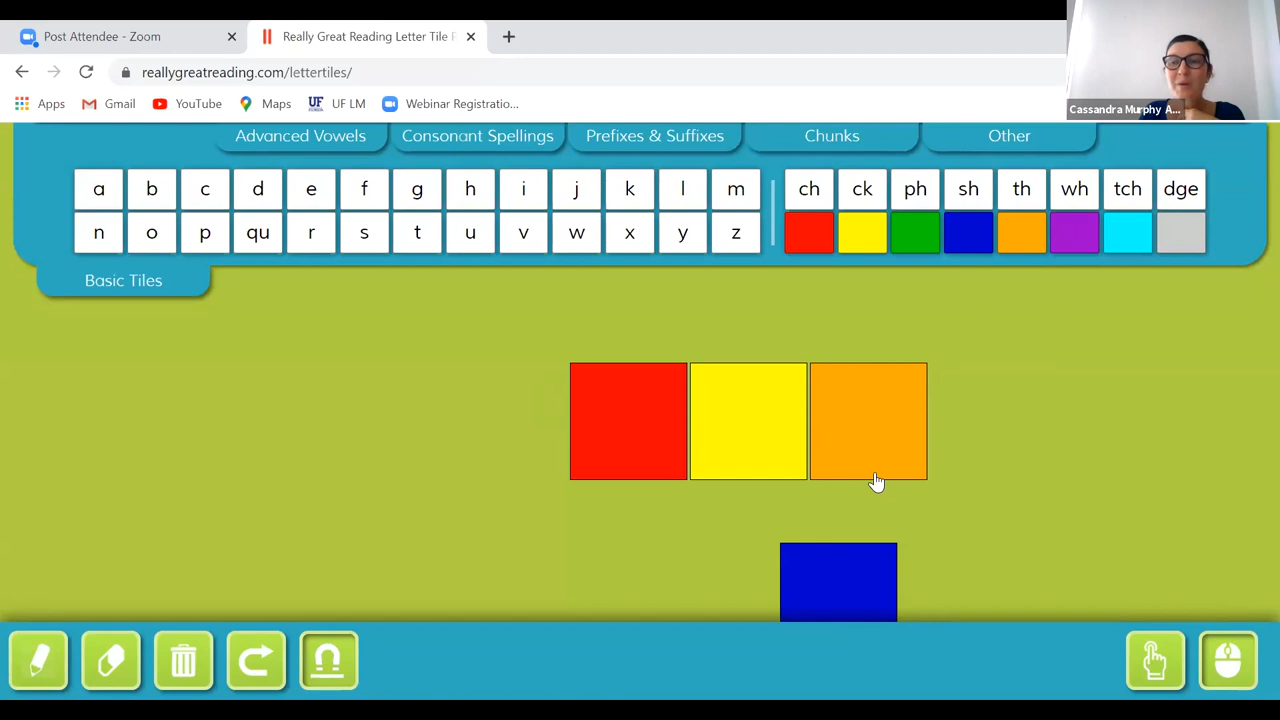 Post Attendee - Zoom
Really Great Reading Letter Tile P
reallygreatreading.com/lettertiles/
Cassandra Murphy A...
Apps Gmail YouTube Maps UF UF LM Webinar Registratio...
Advanced Vowels Consonant Spellings Prefixes & Suffixes Chunks Other
a b c d e f g h i j k l m ch ck ph sh th wh tch dge
n o p qu r s t u v w x y z
Basic Tiles